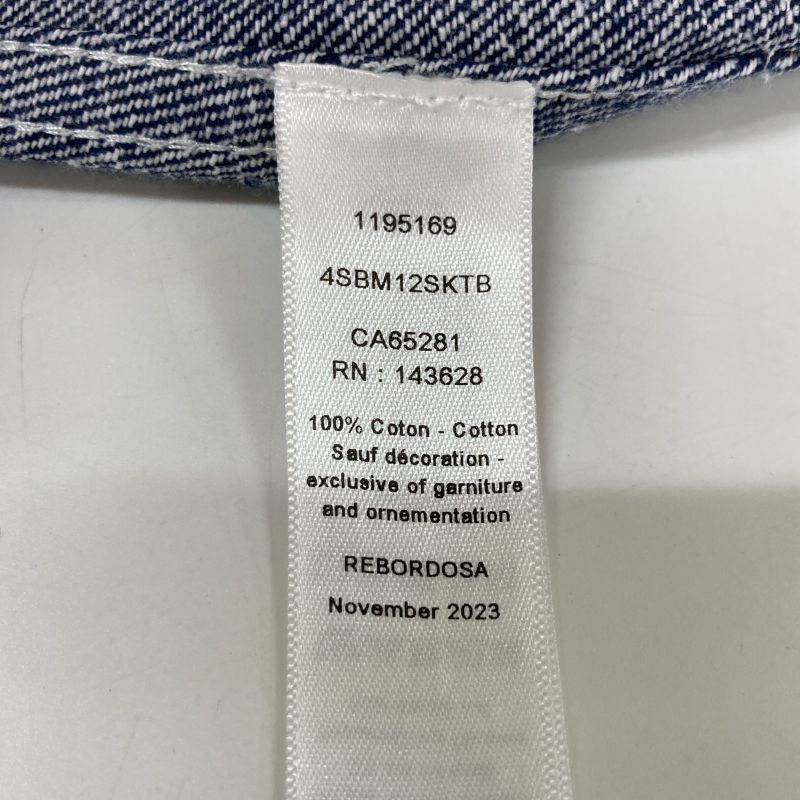 1195169
4SBM12SKTB
CA65281
RN : 143628
100% Coton - Cotton
Sauf décoration -
exclusive of garniture
and ornementation
REBORDOSA
November 2023